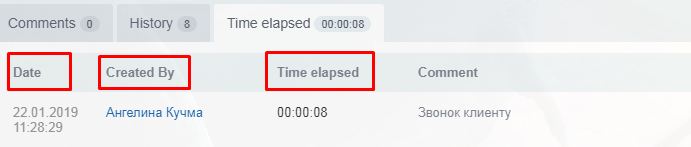 Comments 0 History 8 Time elapsed 00:00:08
Date Created By Time elapsed Comment
22.01.2019 Ангелина Кучма 00:00:08 Звонок клиенту
11:28:29